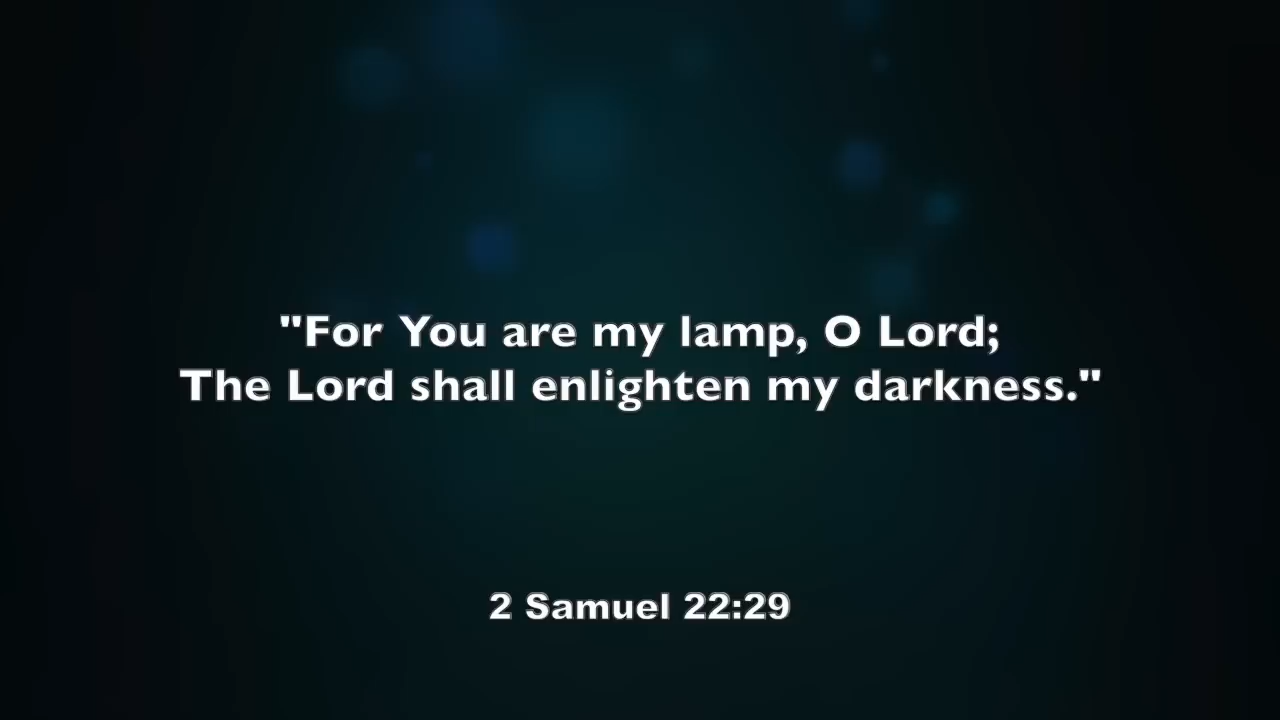 "For You are my lamp, O Lord;
The Lord shall enlighten my darkness."
2 Samuel 22:29